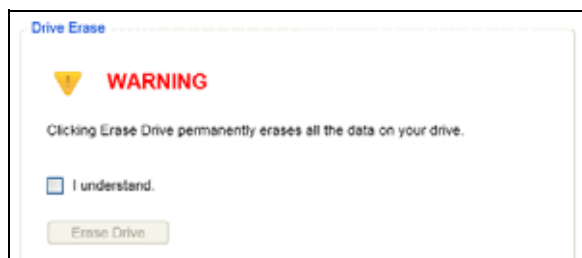 Drive Erase
WARNING
Clicking Erase Drive permanently erases all the data on your drive.
I understand.
Erase Drive